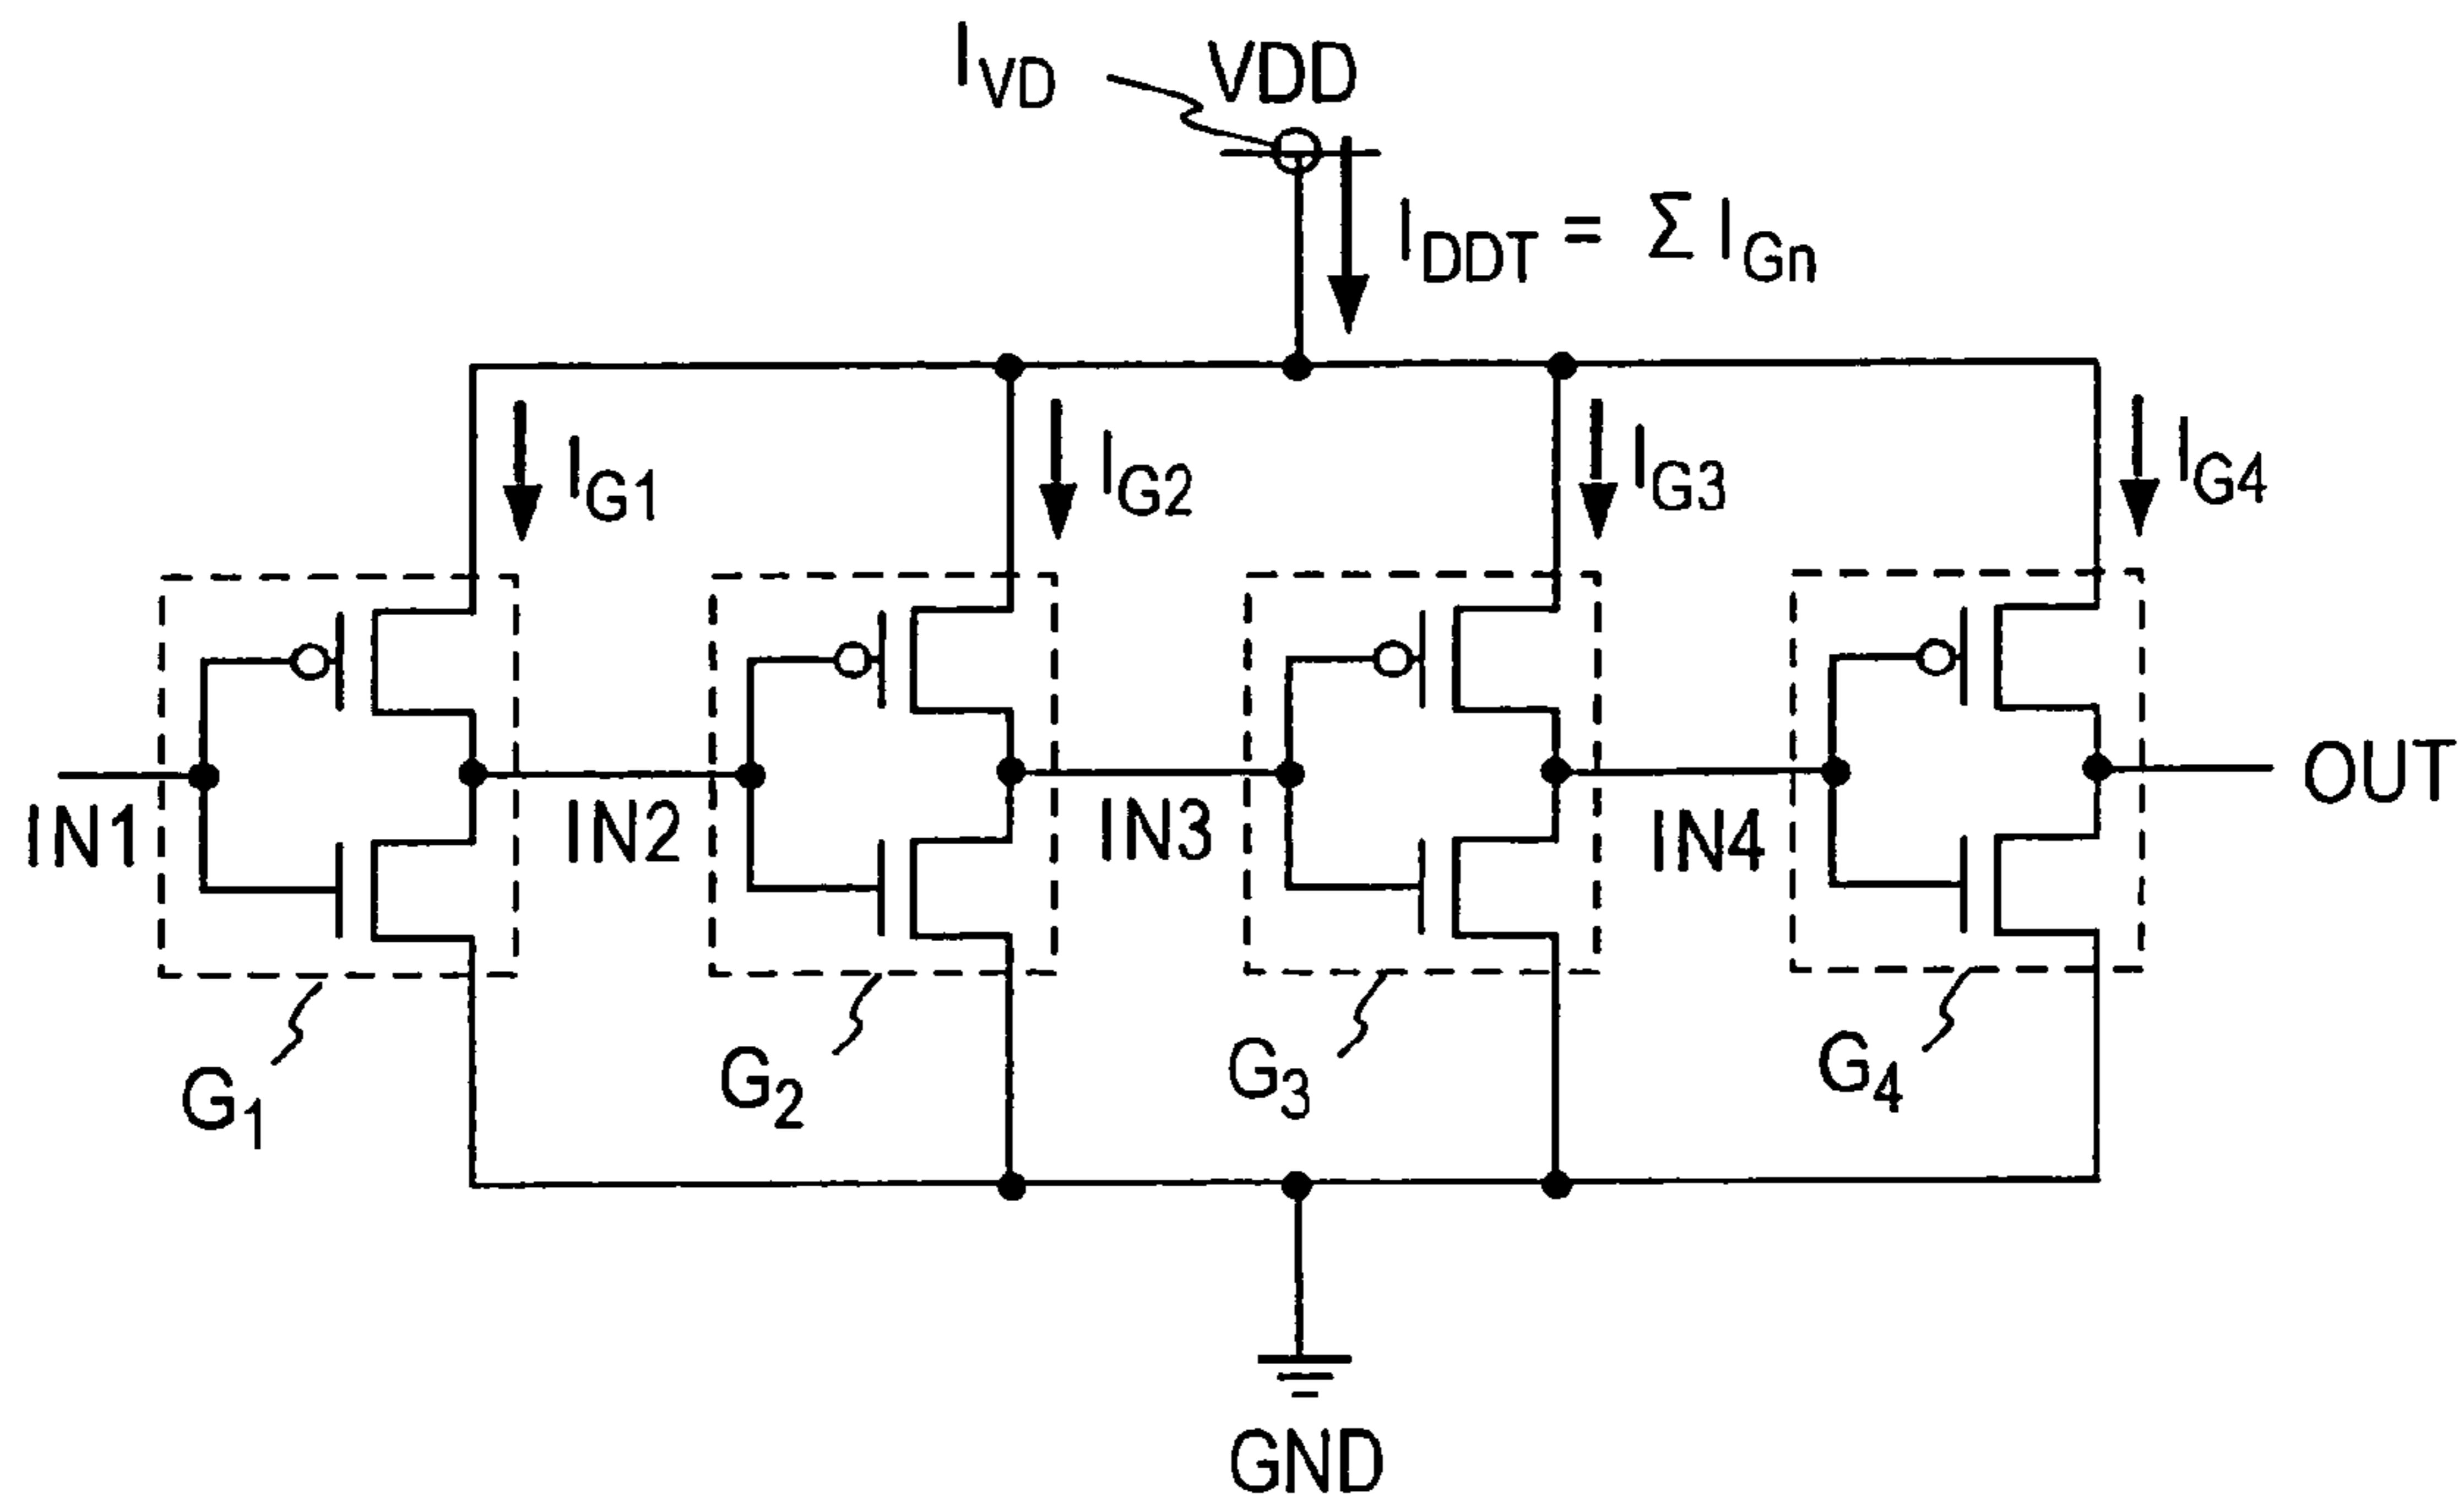 I_VD
VDD
I_DDT = Σ I_Gn
I_G1
I_G2
I_G3
I_G4
IN1
IN2
IN3
IN4
OUT
G_1
G_2
G_3
G_4
GND